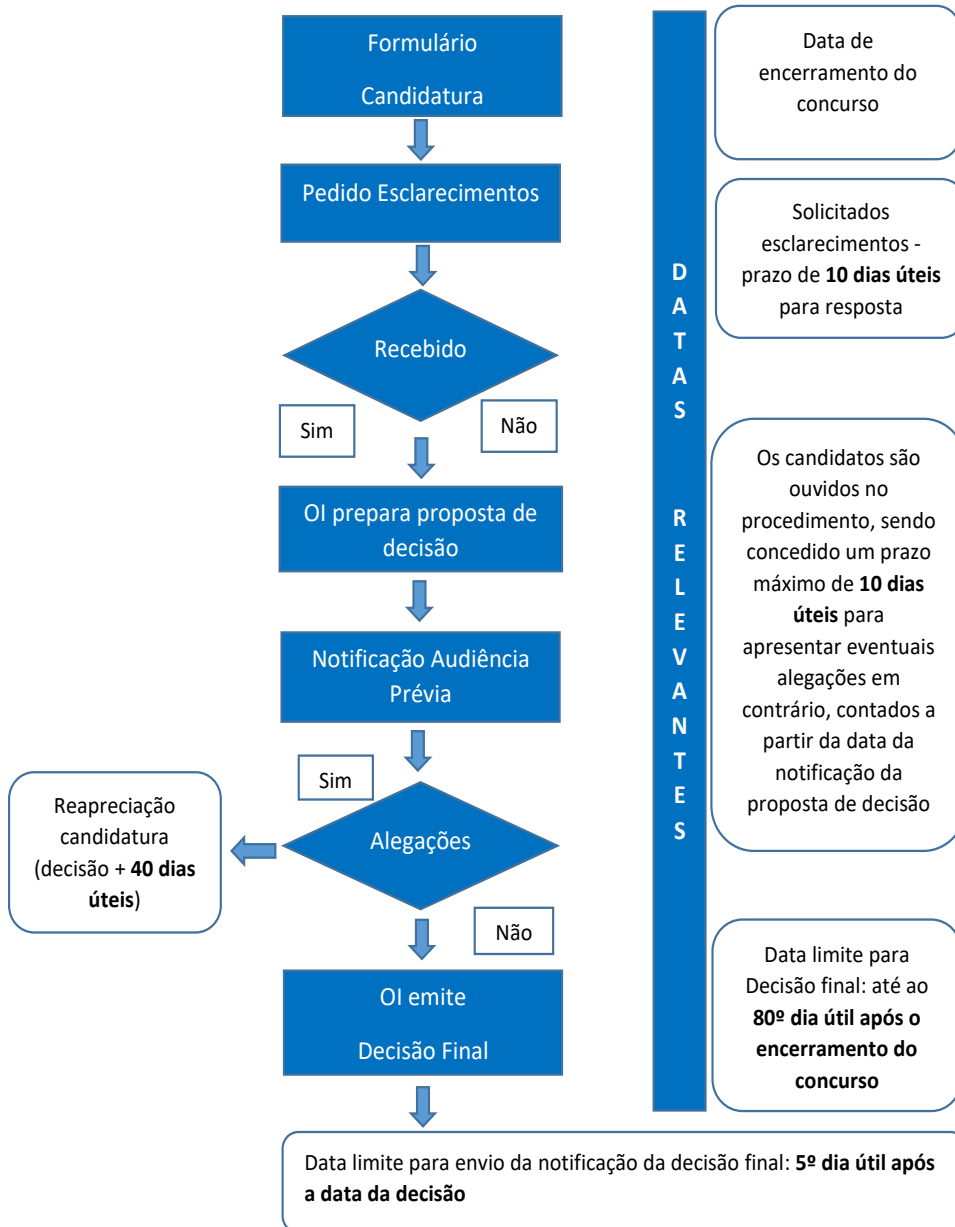 Formulário
Candidatura
Pedido Esclarecimentos
Recebido
Sim
Não
OI prepara proposta de
decisão
Notificação Audiência
Prévia
Sim
Alegações
Reapreciação
candidatura
(decisão + 40 dias
úteis)
Não
OI emite
Decisão Final
Data limite para envio da notificação da decisão final: 5º dia útil após
a data da decisão
DATAS RELEVANTES
Data de
encerramento do
concurso
Solicitados
esclarecimentos -
prazo de 10 dias úteis
para resposta
Os candidatos são
ouvidos no
procedimento, sendo
concedido um prazo
máximo de 10 dias
úteis para
apresentar eventuais
alegações em
contrário, contados a
partir da data da
notificação da
proposta de decisão
Data limite para
Decisão final: até ao
80º dia útil após o
encerramento do
concurso